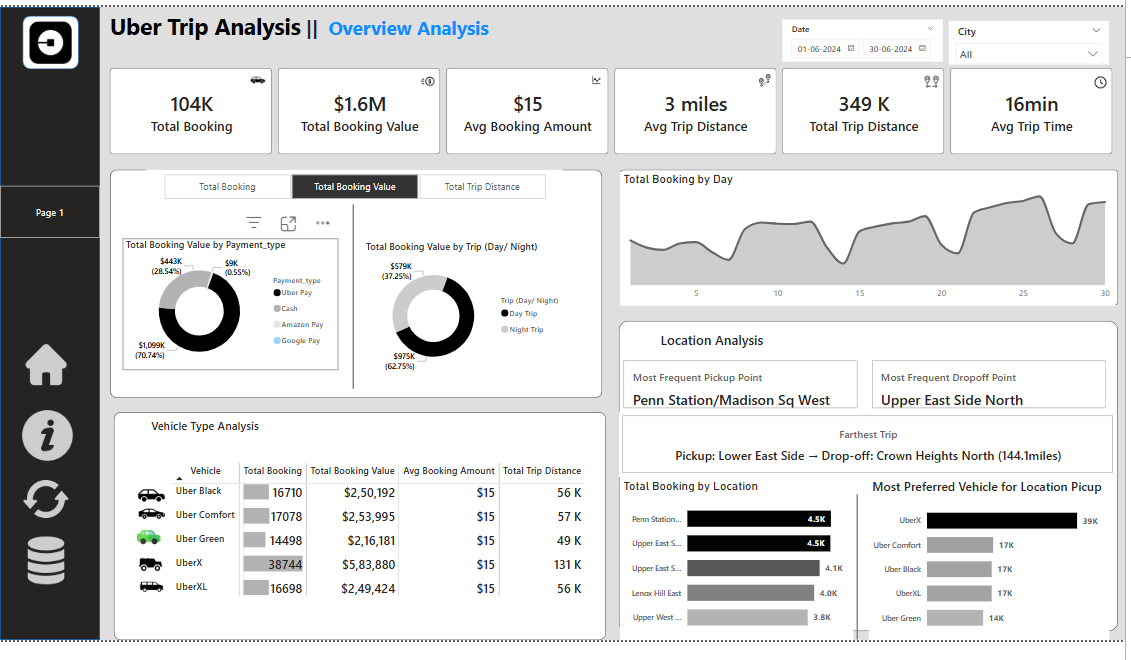 Uber Trip Analysis || Overview Analysis
Date
01-06-2024 30-06-2024
City
All
104K
Total Booking
$1.6M
Total Booking Value
$15
Avg Booking Amount
3 miles
Avg Trip Distance
349 K
Total Trip Distance
16min
Avg Trip Time
Page 1
Total Booking
Total Booking Value
Total Trip Distance
Total Booking Value by Payment_type
$443K
(28.54%)
$9K
(0.55%)
$1,099K
(70.74%)
Payment_type
Uber Pay
Cash
Amazon Pay
Google Pay
Total Booking Value by Trip (Day/ Night)
$579K
(37.25%)
$975K
(62.75%)
Trip (Day/ Night)
Day Trip
Night Trip
Total Booking by Day
5 10 15 20 25 30
Location Analysis
Most Frequent Pickup Point
Penn Station/Madison Sq West
Most Frequent Dropoff Point
Upper East Side North
Farthest Trip
Pickup: Lower East Side → Drop-off: Crown Heights North (144.1miles)
Vehicle Type Analysis
Vehicle Total Booking Total Booking Value Avg Booking Amount Total Trip Distance
Uber Black 16710 $2,50,192 $15 56 K
Uber Comfort 17078 $2,53,995 $15 57 K
Uber Green 14498 $2,16,181 $15 49 K
UberX 38744 $5,83,880 $15 131 K
UberXL 16698 $2,49,424 $15 56 K
Total Booking by Location
Penn Station... 4.5K
Upper East S... 4.5K
Upper East S... 4.1K
Lenox Hill East 4.0K
Upper West ... 3.8K
Most Preferred Vehicle for Location Picup
UberX 39K
Uber Comfort 17K
Uber Black 17K
UberXL 17K
Uber Green 14K